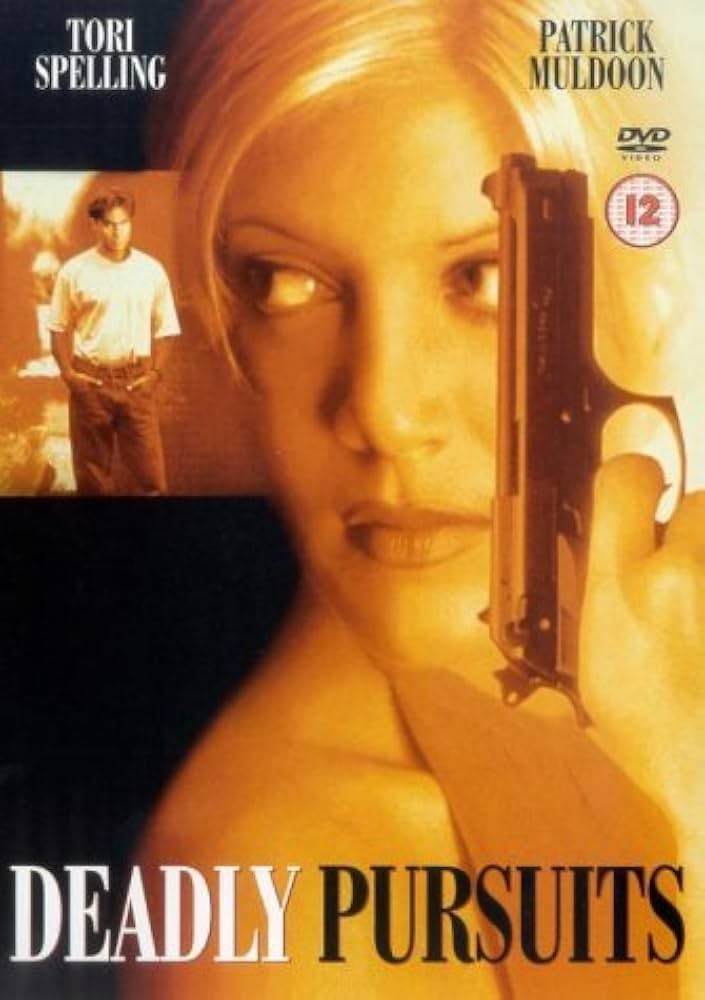 TORI
SPELLING
PATRICK
MULDOON
DVD
VIDEO
12
DEADLY PURSUITS